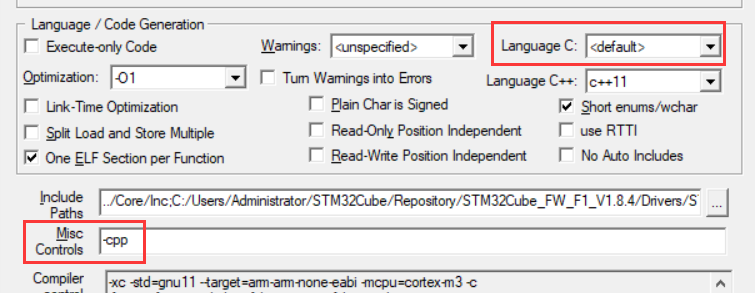 Language / Code Generation
Execute-only Code Warnings: <unspecified> Language C: <default>
Optimization: -O1 Turn Warnings into Errors Language C++: c++11
Link-Time Optimization Plain Char is Signed Short enums/wchar
Split Load and Store Multiple Read-Only Position Independent use RTTI
One ELF Section per Function Read-Write Position Independent No Auto Includes
Include
Paths
../Core/Inc;C:/Users/Administrator/STM32Cube/Repository/STM32Cube_FW_F1_V1.8.4/Drivers/S
...
Misc
Controls
-cpp
Compiler
control
-xc -std=gnu11 --target=arm-arm-none-eabi -mcpu=cortex-m3 -c